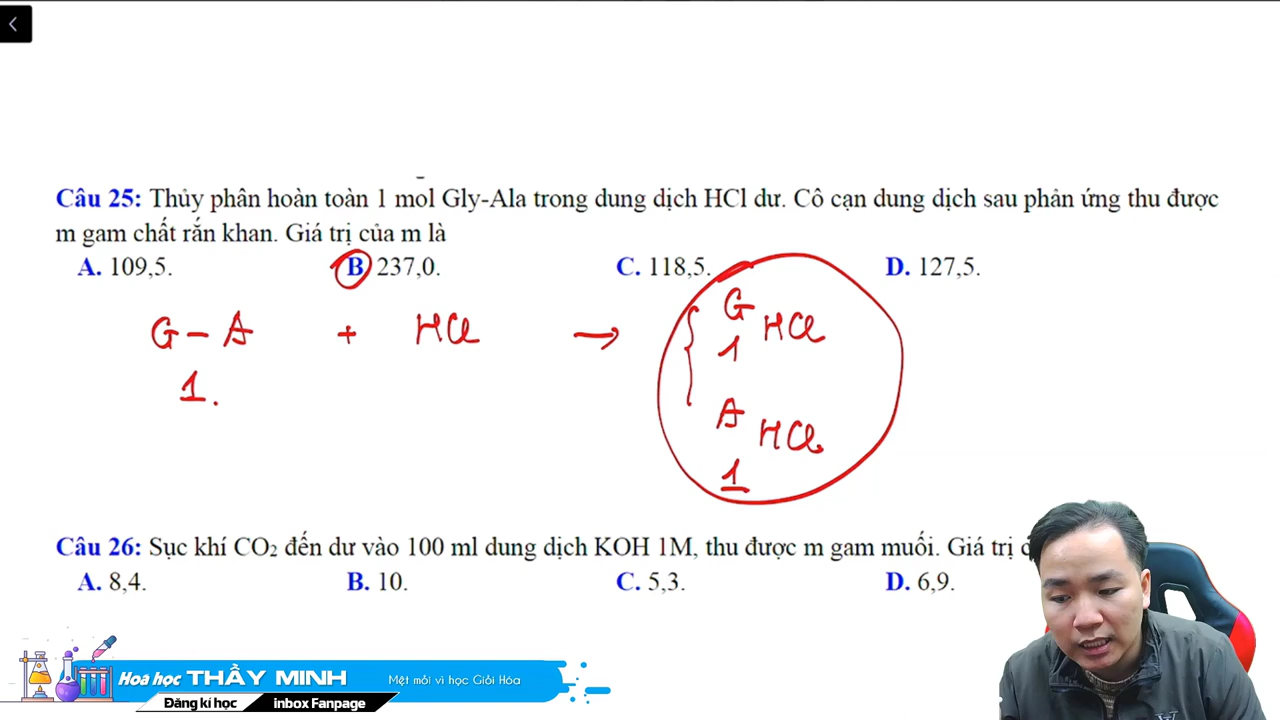 Câu 25: Thủy phân hoàn toàn 1 mol Gly-Ala trong dung dịch HCl dư. Cô cạn dung dịch sau phản ứng thu được
m gam chất rắn khan. Giá trị của m là
A. 109,5. B. 237,0. C. 118,5. D. 127,5.
G - A + HCl → G HCl
1. 1
A HCl
1
Câu 26: Sục khí CO₂ đến dư vào 100 ml dung dịch KOH 1M, thu được m gam muối. Giá trị
A. 8,4. B. 10. C. 5,3. D. 6,9.
Hoá học THẦY MINH Mệt mỏi vì học Giỏi Hóa
Đăng kí học inbox Fanpage